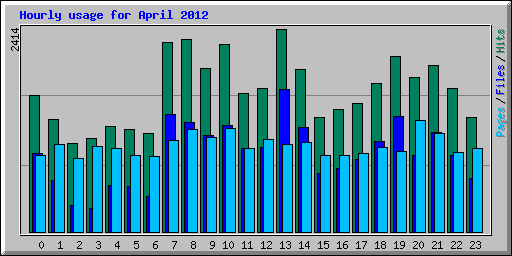 Hourly usage for April 2012
2414
Pages / Files / Hits
0 1 2 3 4 5 6 7 8 9 10 11 12 13 14 15 16 17 18 19 20 21 22 23